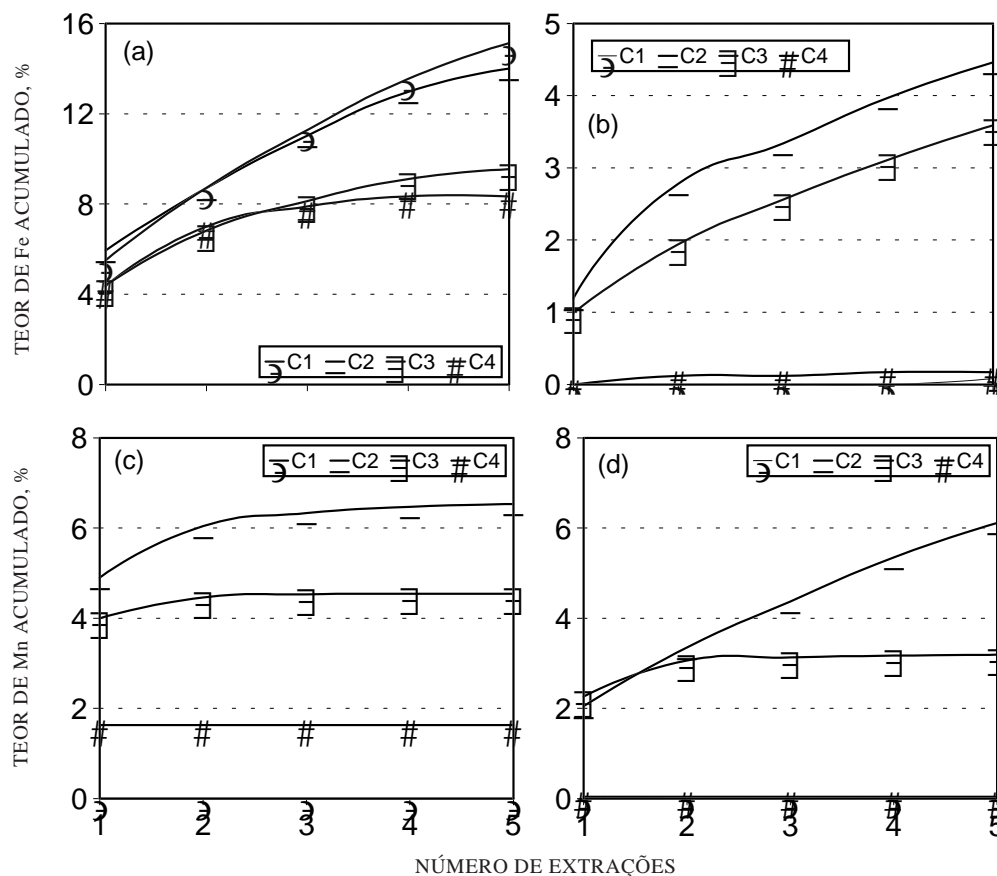 TEOR DE Fe ACUMULADO, %
16
12
8
4
0
(a)
C1 C2 C3 C4
5
4
3
2
1
0
(b)
C1 C2 C3 C4
TEOR DE Mn ACUMULADO, %
8
6
4
2
0
(c)
C1 C2 C3 C4
1 2 3 4 5
8
6
4
2
0
(d)
C1 C2 C3 C4
1 2 3 4 5
NÚMERO DE EXTRAÇÕES